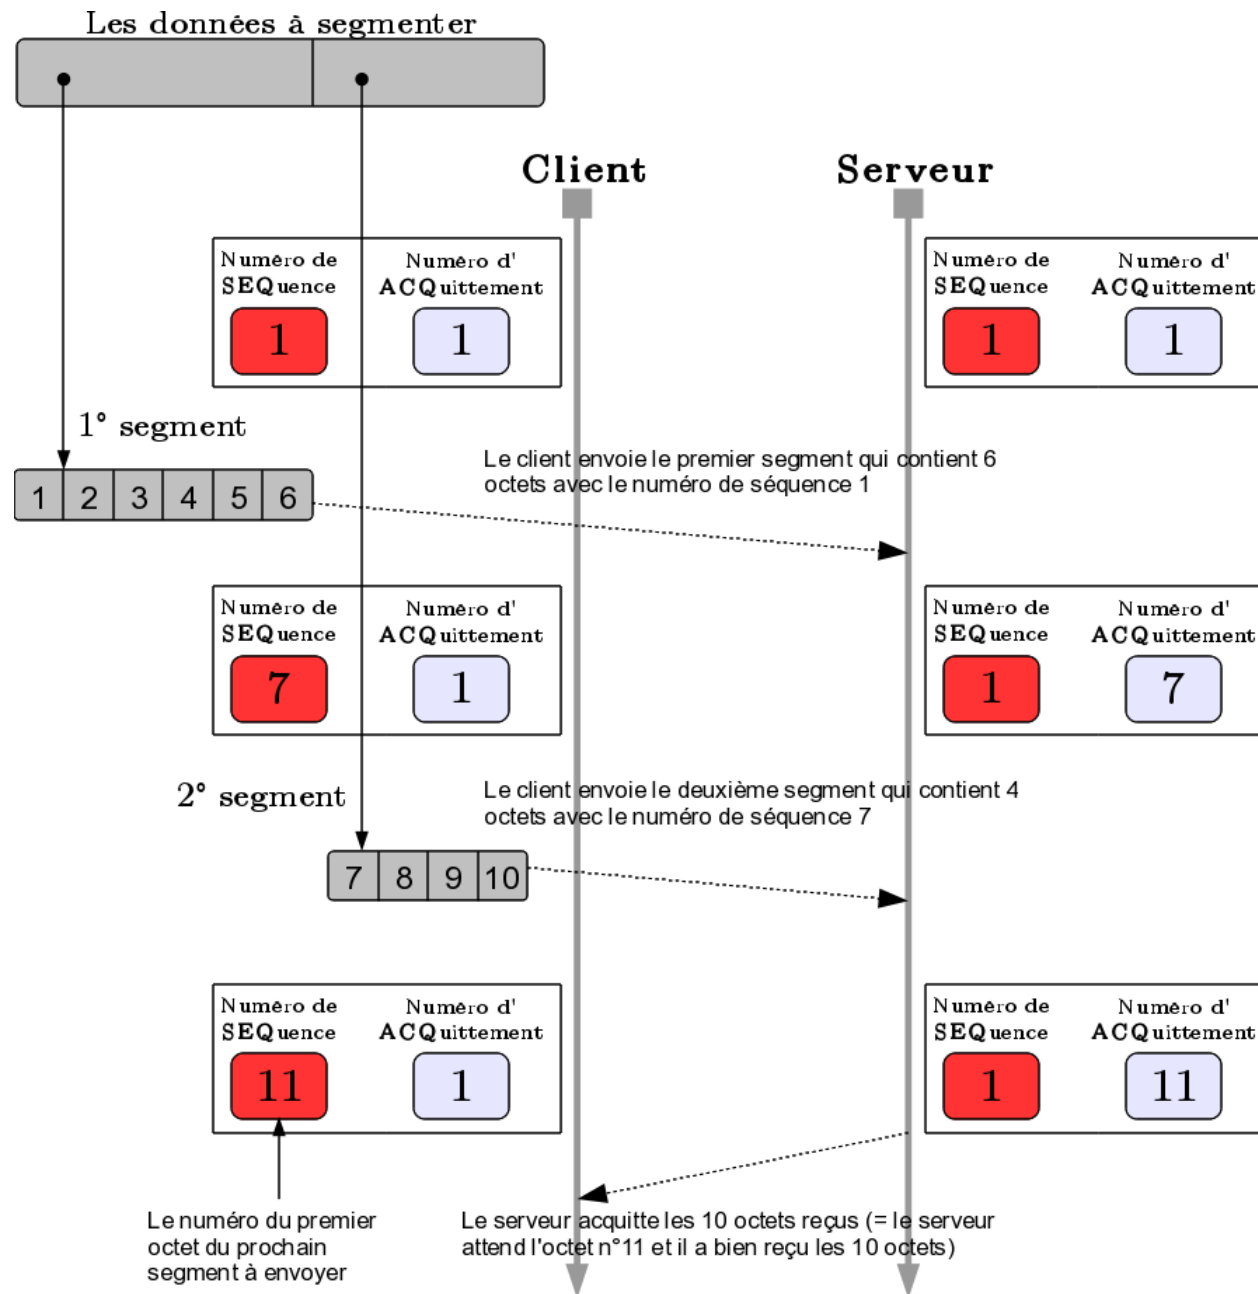 Les données à segmenter
Client
Serveur
Numéro de
SEQuence
Numéro d'
ACQuittement
1
1
Numéro de
SEQuence
Numéro d'
ACQuittement
1
1
1° segment
Le client envoie le premier segment qui contient 6
octets avec le numéro de séquence 1
1 2 3 4 5 6
Numéro de
SEQuence
Numéro d'
ACQuittement
7
1
Numéro de
SEQuence
Numéro d'
ACQuittement
1
7
2° segment
Le client envoie le deuxième segment qui contient 4
octets avec le numéro de séquence 7
7 8 9 10
Numéro de
SEQuence
Numéro d'
ACQuittement
11
1
Numéro de
SEQuence
Numéro d'
ACQuittement
1
11
Le numéro du premier
octet du prochain
segment à envoyer
Le serveur acquitte les 10 octets reçus (= le serveur
attend l'octet n°11 et il a bien reçu les 10 octets)